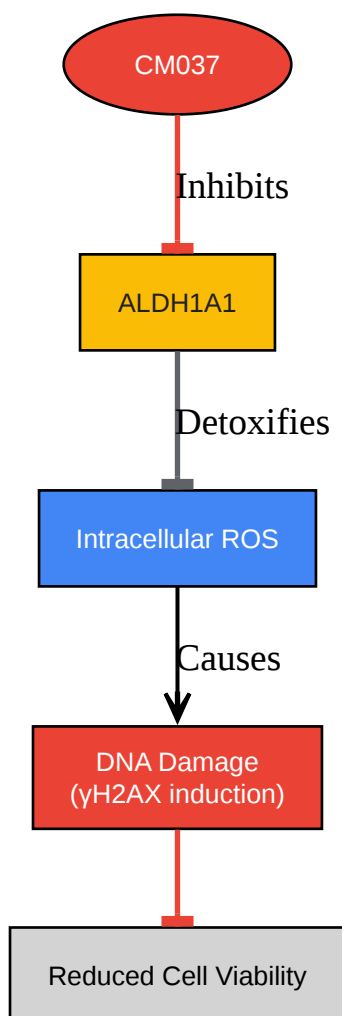 CM037
Inhibits
ALDH1A1
Detoxifies
Intracellular ROS
Causes
DNA Damage
(γH2AX induction)
Reduced Cell Viability